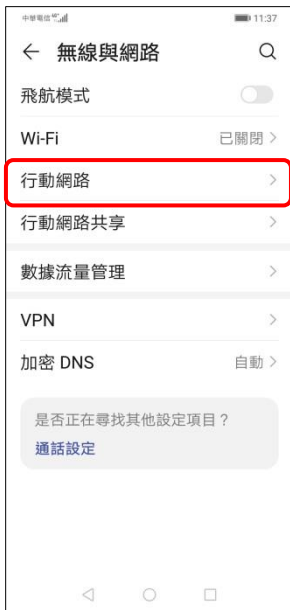 中華電信 4G 11:37
無線與網路
飛航模式
Wi-Fi 已關閉
行動網路
行動網路共享
數據流量管理
VPN
加密 DNS 自動
是否正在尋找其他設定項目？
通話設定